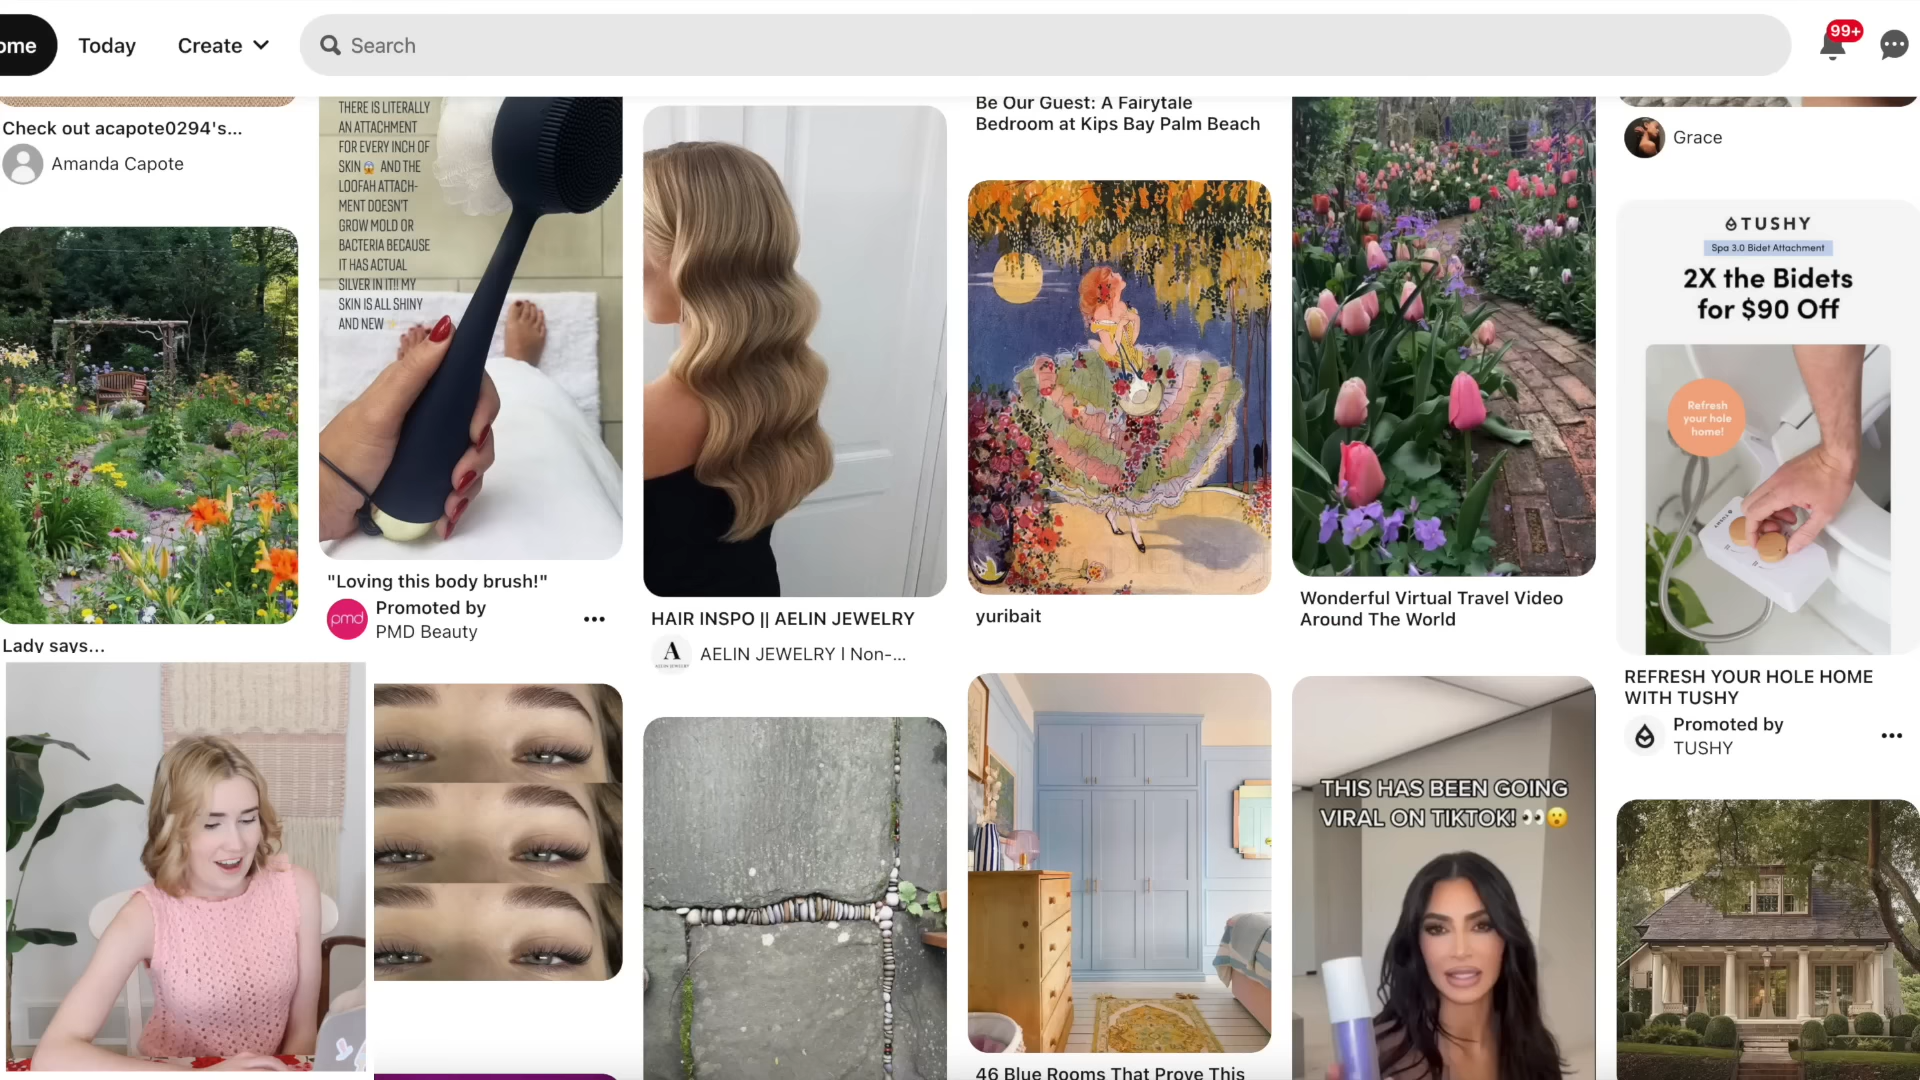 ome
Today
Create
Search
99+
Check out acapote0294's...
Amanda Capote
Lady says...
THERE IS LITERALLY
AN ATTACHMENT
FOR EVERY INCH OF
SKIN 😱 AND THE
LOOFAH ATTACH-
MENT DOESN'T
GROW MOLD OR
BACTERIA BECAUSE
IT HAS ACTUAL
SILVER IN IT!! MY
SKIN IS ALL SHINY
AND NEW ✨
"Loving this body brush!"
pmd
Promoted by
PMD Beauty
HAIR INSPO || AELIN JEWELRY
A
AELIN JEWELRY
AELIN JEWELRY I Non-...
Be Our Guest: A Fairytale
Bedroom at Kips Bay Palm Beach
yuribait
46 Blue Rooms That Prove This
Wonderful Virtual Travel Video
Around The World
THIS HAS BEEN GOING
VIRAL ON TIKTOK! 👀😮
Grace
TUSHY
Spa 3.0 Bidet Attachment
2X the Bidets
for $90 Off
Refresh
your hole
home!
TUSHY
REFRESH YOUR HOLE HOME
WITH TUSHY
Promoted by
TUSHY